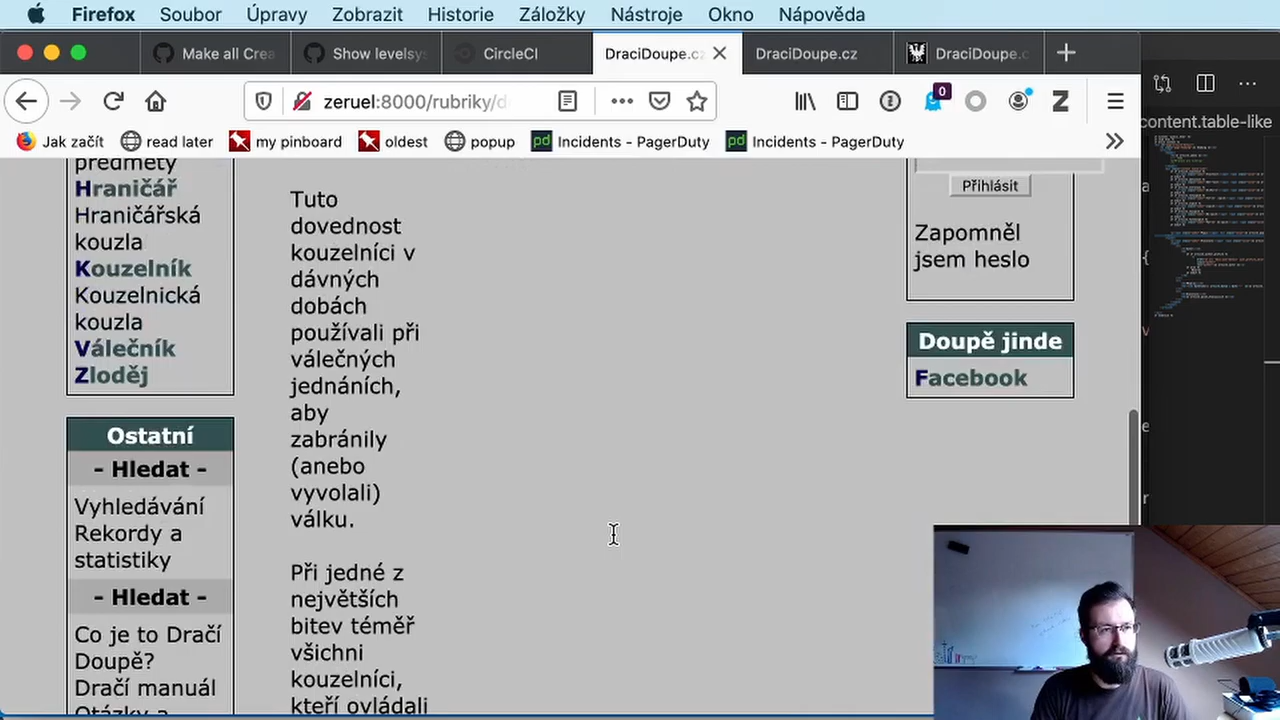 Firefox Soubor Úpravy Zobrazit Historie Záložky Nástroje Okno Nápověda
Make all Crea
Show levelsys
CircleCI
DraciDoupe.cz
DraciDoupe.cz
DraciDoupe.c
zeruel:8000/rubriky/d
0
Z
Jak začít
read later
my pinboard
oldest
popup
Incidents - PagerDuty
Incidents - PagerDuty
content.table-like
předměty
Hraničář
Hraničářská
kouzla
Kouzelník
Kouzelnická
kouzla
Válečník
Zloděj
Ostatní
- Hledat -
Vyhledávání
Rekordy a
statistiky
- Hledat -
Co je to Dračí
Doupě?
Dračí manuál
Otázky a
Tuto
dovednost
kouzelníci v
dávných
dobách
používali při
válečných
jednáních,
aby
zabránily
(anebo
vyvolali)
válku.
Při jedné z
největších
bitev téměř
všichni
kouzelníci,
kteří ovládali
Přihlásit
Zapomněl
jsem heslo
Doupě jinde
Facebook